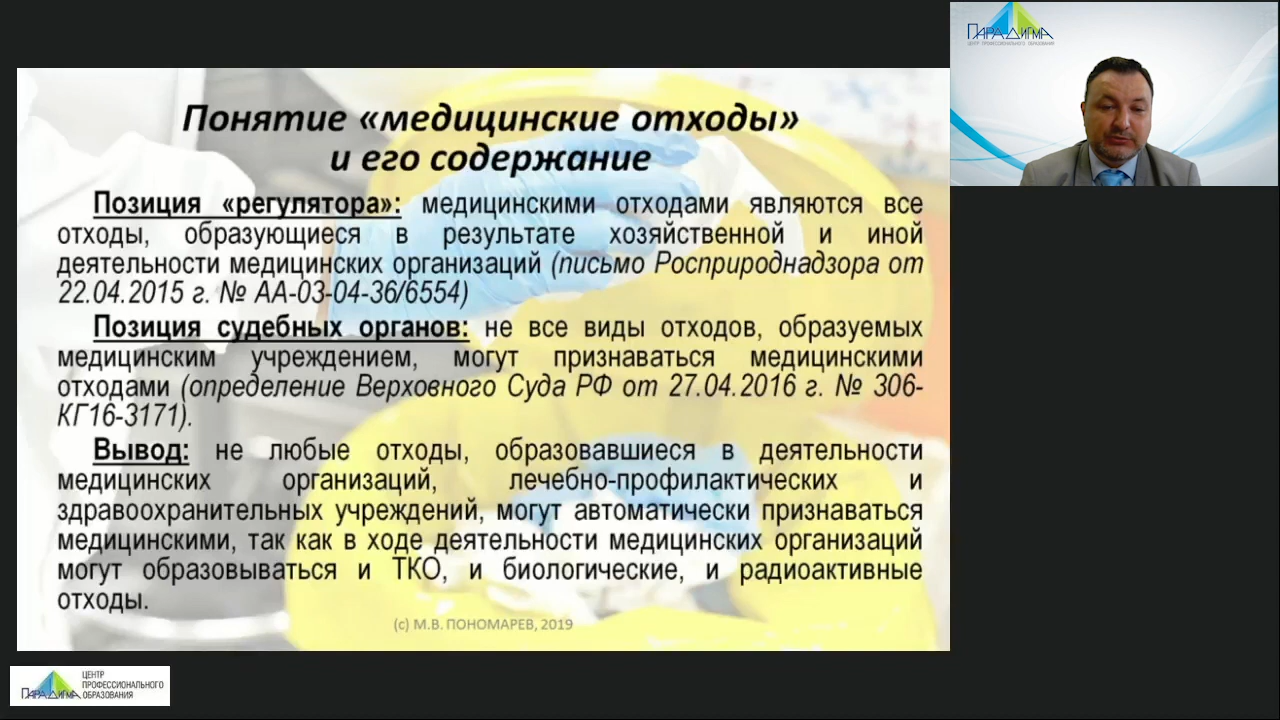 ПАРАДИГМА
ЦЕНТР ПРОФЕССИОНАЛЬНОГО ОБРАЗОВАНИЯ
Понятие «медицинские отходы»
и его содержание
Позиция «регулятора»: медицинскими отходами являются все
отходы, образующиеся в результате хозяйственной и иной
деятельности медицинских организаций (письмо Росприроднадзора от
22.04.2015 г. № АА-03-04-36/6554)
Позиция судебных органов: не все виды отходов, образуемых
медицинским учреждением, могут признаваться медицинскими
отходами (определение Верховного Суда РФ от 27.04.2016 г. № 306-
КГ16-3171).
Вывод: не любые отходы, образовавшиеся в деятельности
медицинских организаций, лечебно-профилактических и
здравоохранительных учреждений, могут автоматически признаваться
медицинскими, так как в ходе деятельности медицинских организаций
могут образовываться и ТКО, и биологические, и радиоактивные
отходы.
(с) М.В. ПОНОМАРЕВ, 2019
ПАРАДИГМА
ЦЕНТР
ПРОФЕССИОНАЛЬНОГО
ОБРАЗОВАНИЯ